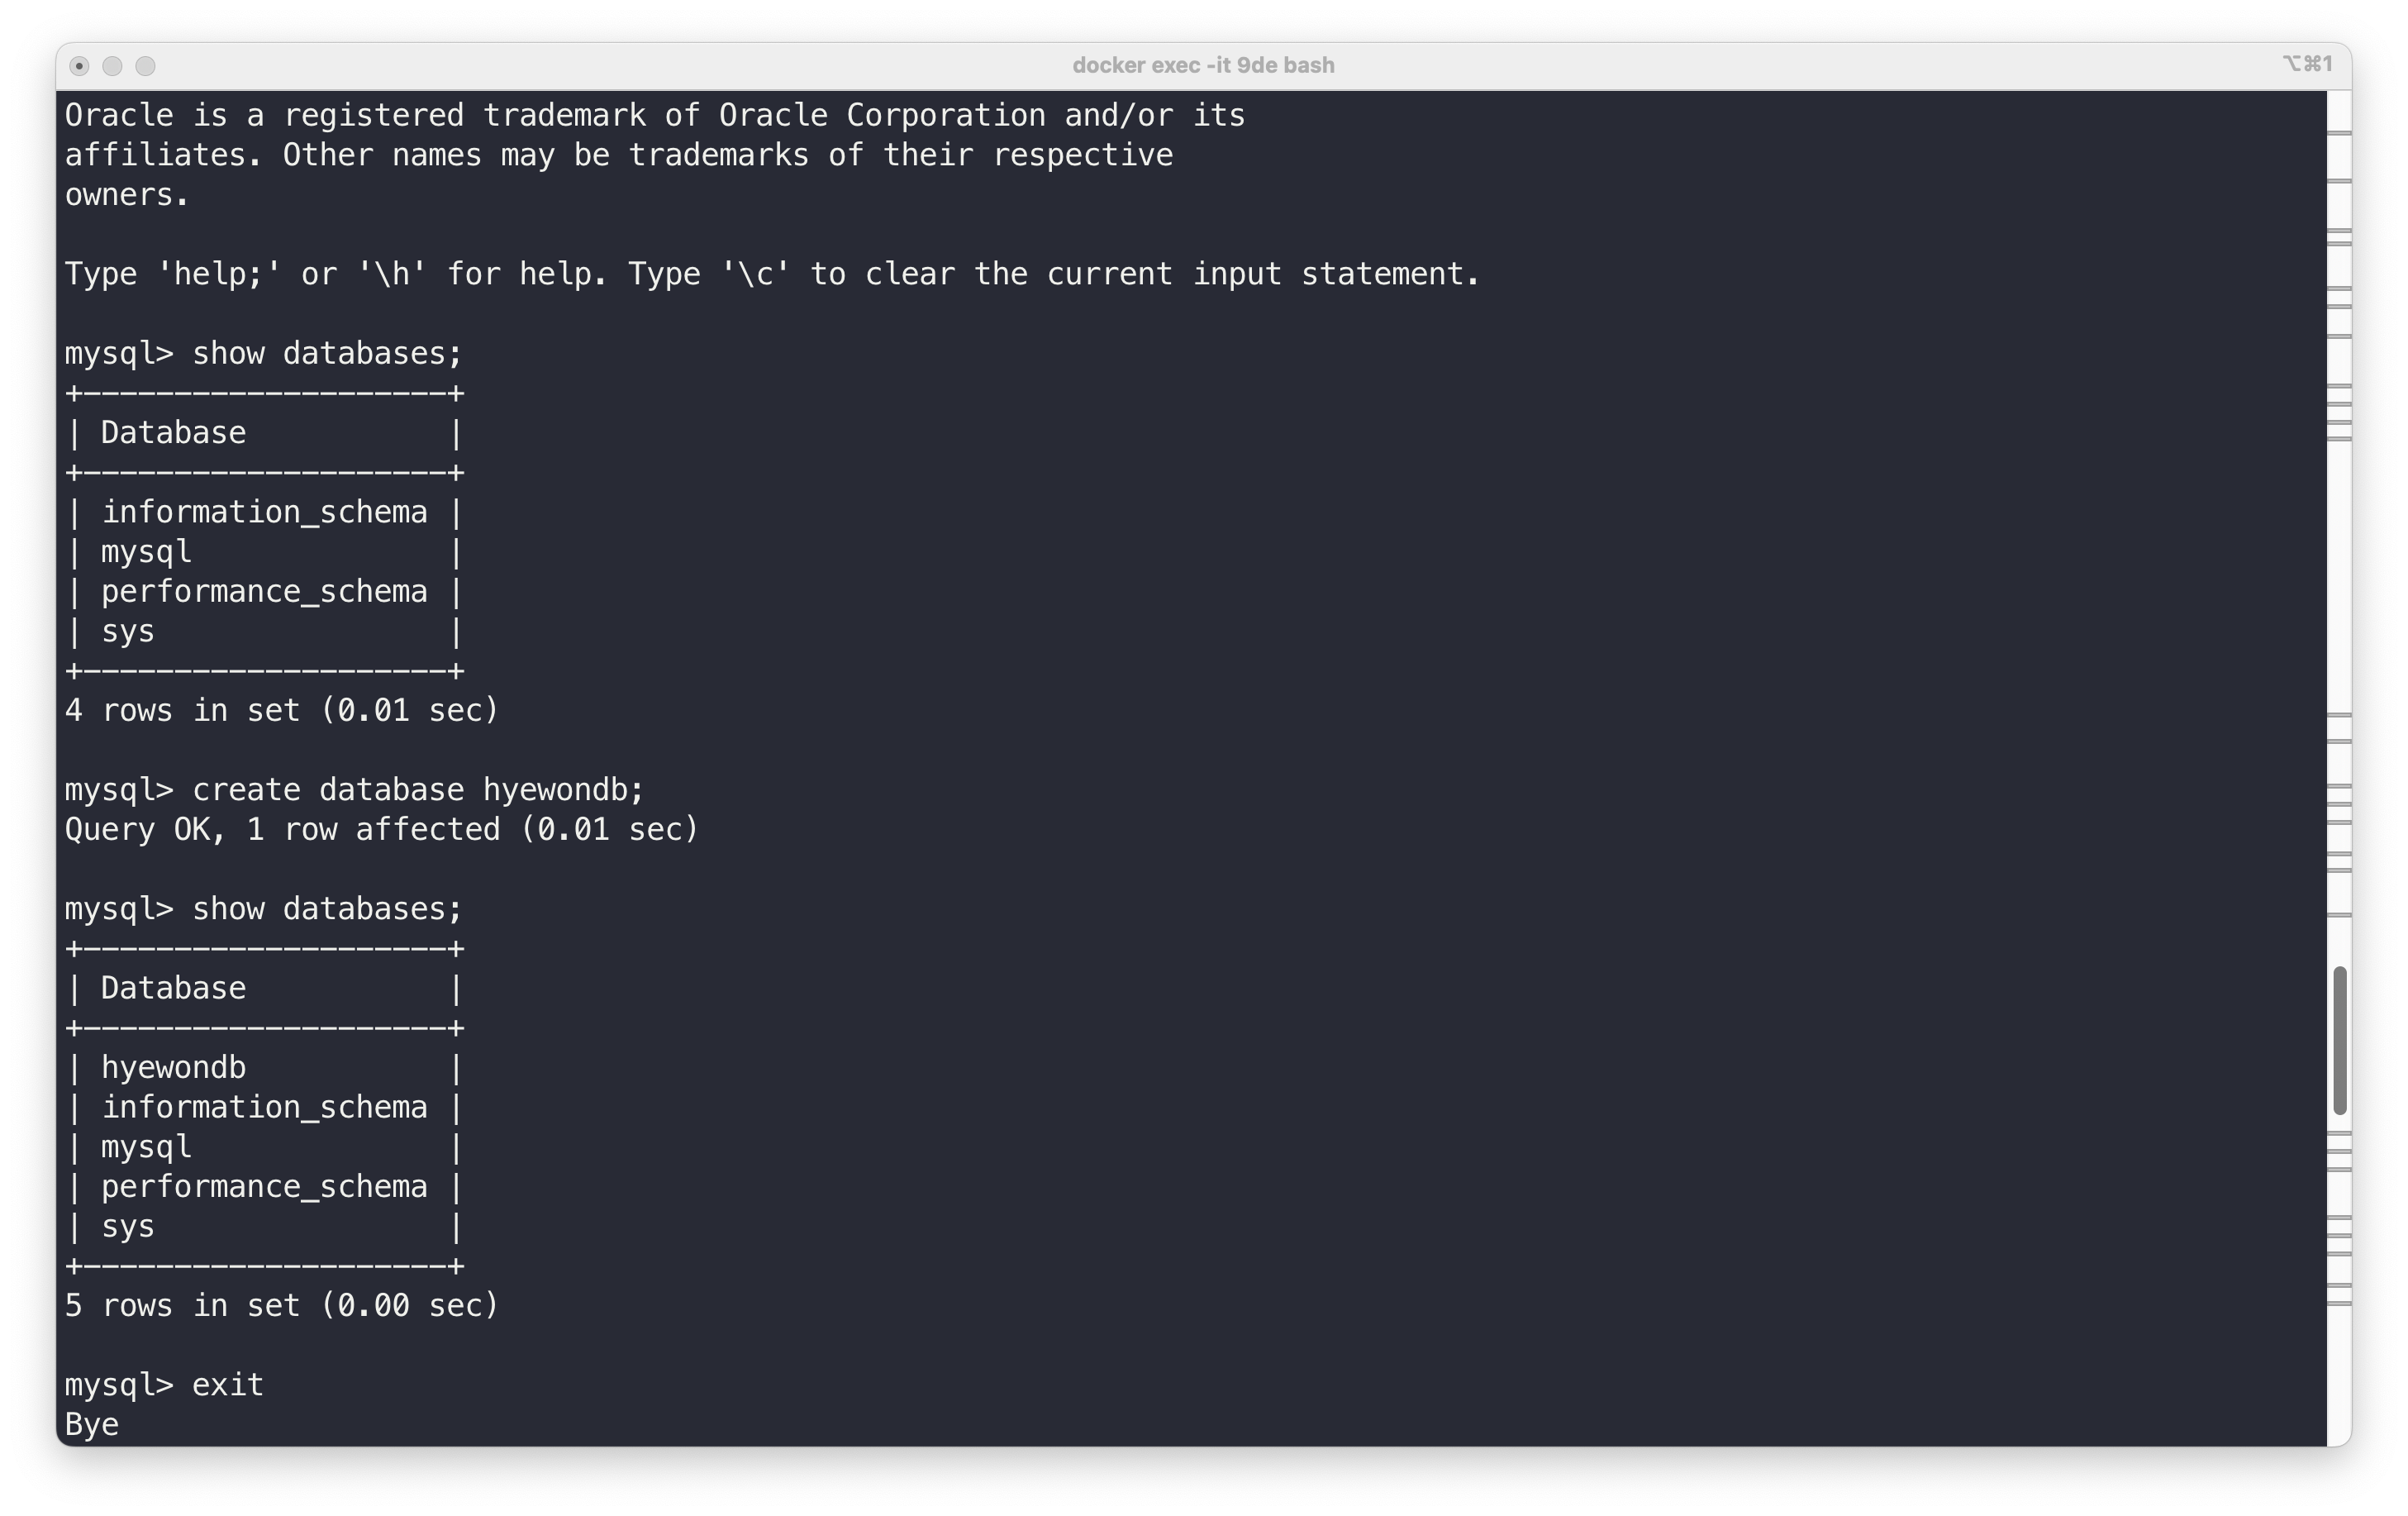 docker exec -it 9de bash
⌥⌘1
Oracle is a registered trademark of Oracle Corporation and/or its
affiliates. Other names may be trademarks of their respective
owners.
Type 'help;' or '\h' for help. Type '\c' to clear the current input statement.
mysql> show databases;
+--------------------+
| Database           |
+--------------------+
| information_schema |
| mysql              |
| performance_schema |
| sys                |
+--------------------+
4 rows in set (0.01 sec)
mysql> create database hyewondb;
Query OK, 1 row affected (0.01 sec)
mysql> show databases;
+--------------------+
| Database           |
+--------------------+
| hyewondb           |
| information_schema |
| mysql              |
| performance_schema |
| sys                |
+--------------------+
5 rows in set (0.00 sec)
mysql> exit
Bye